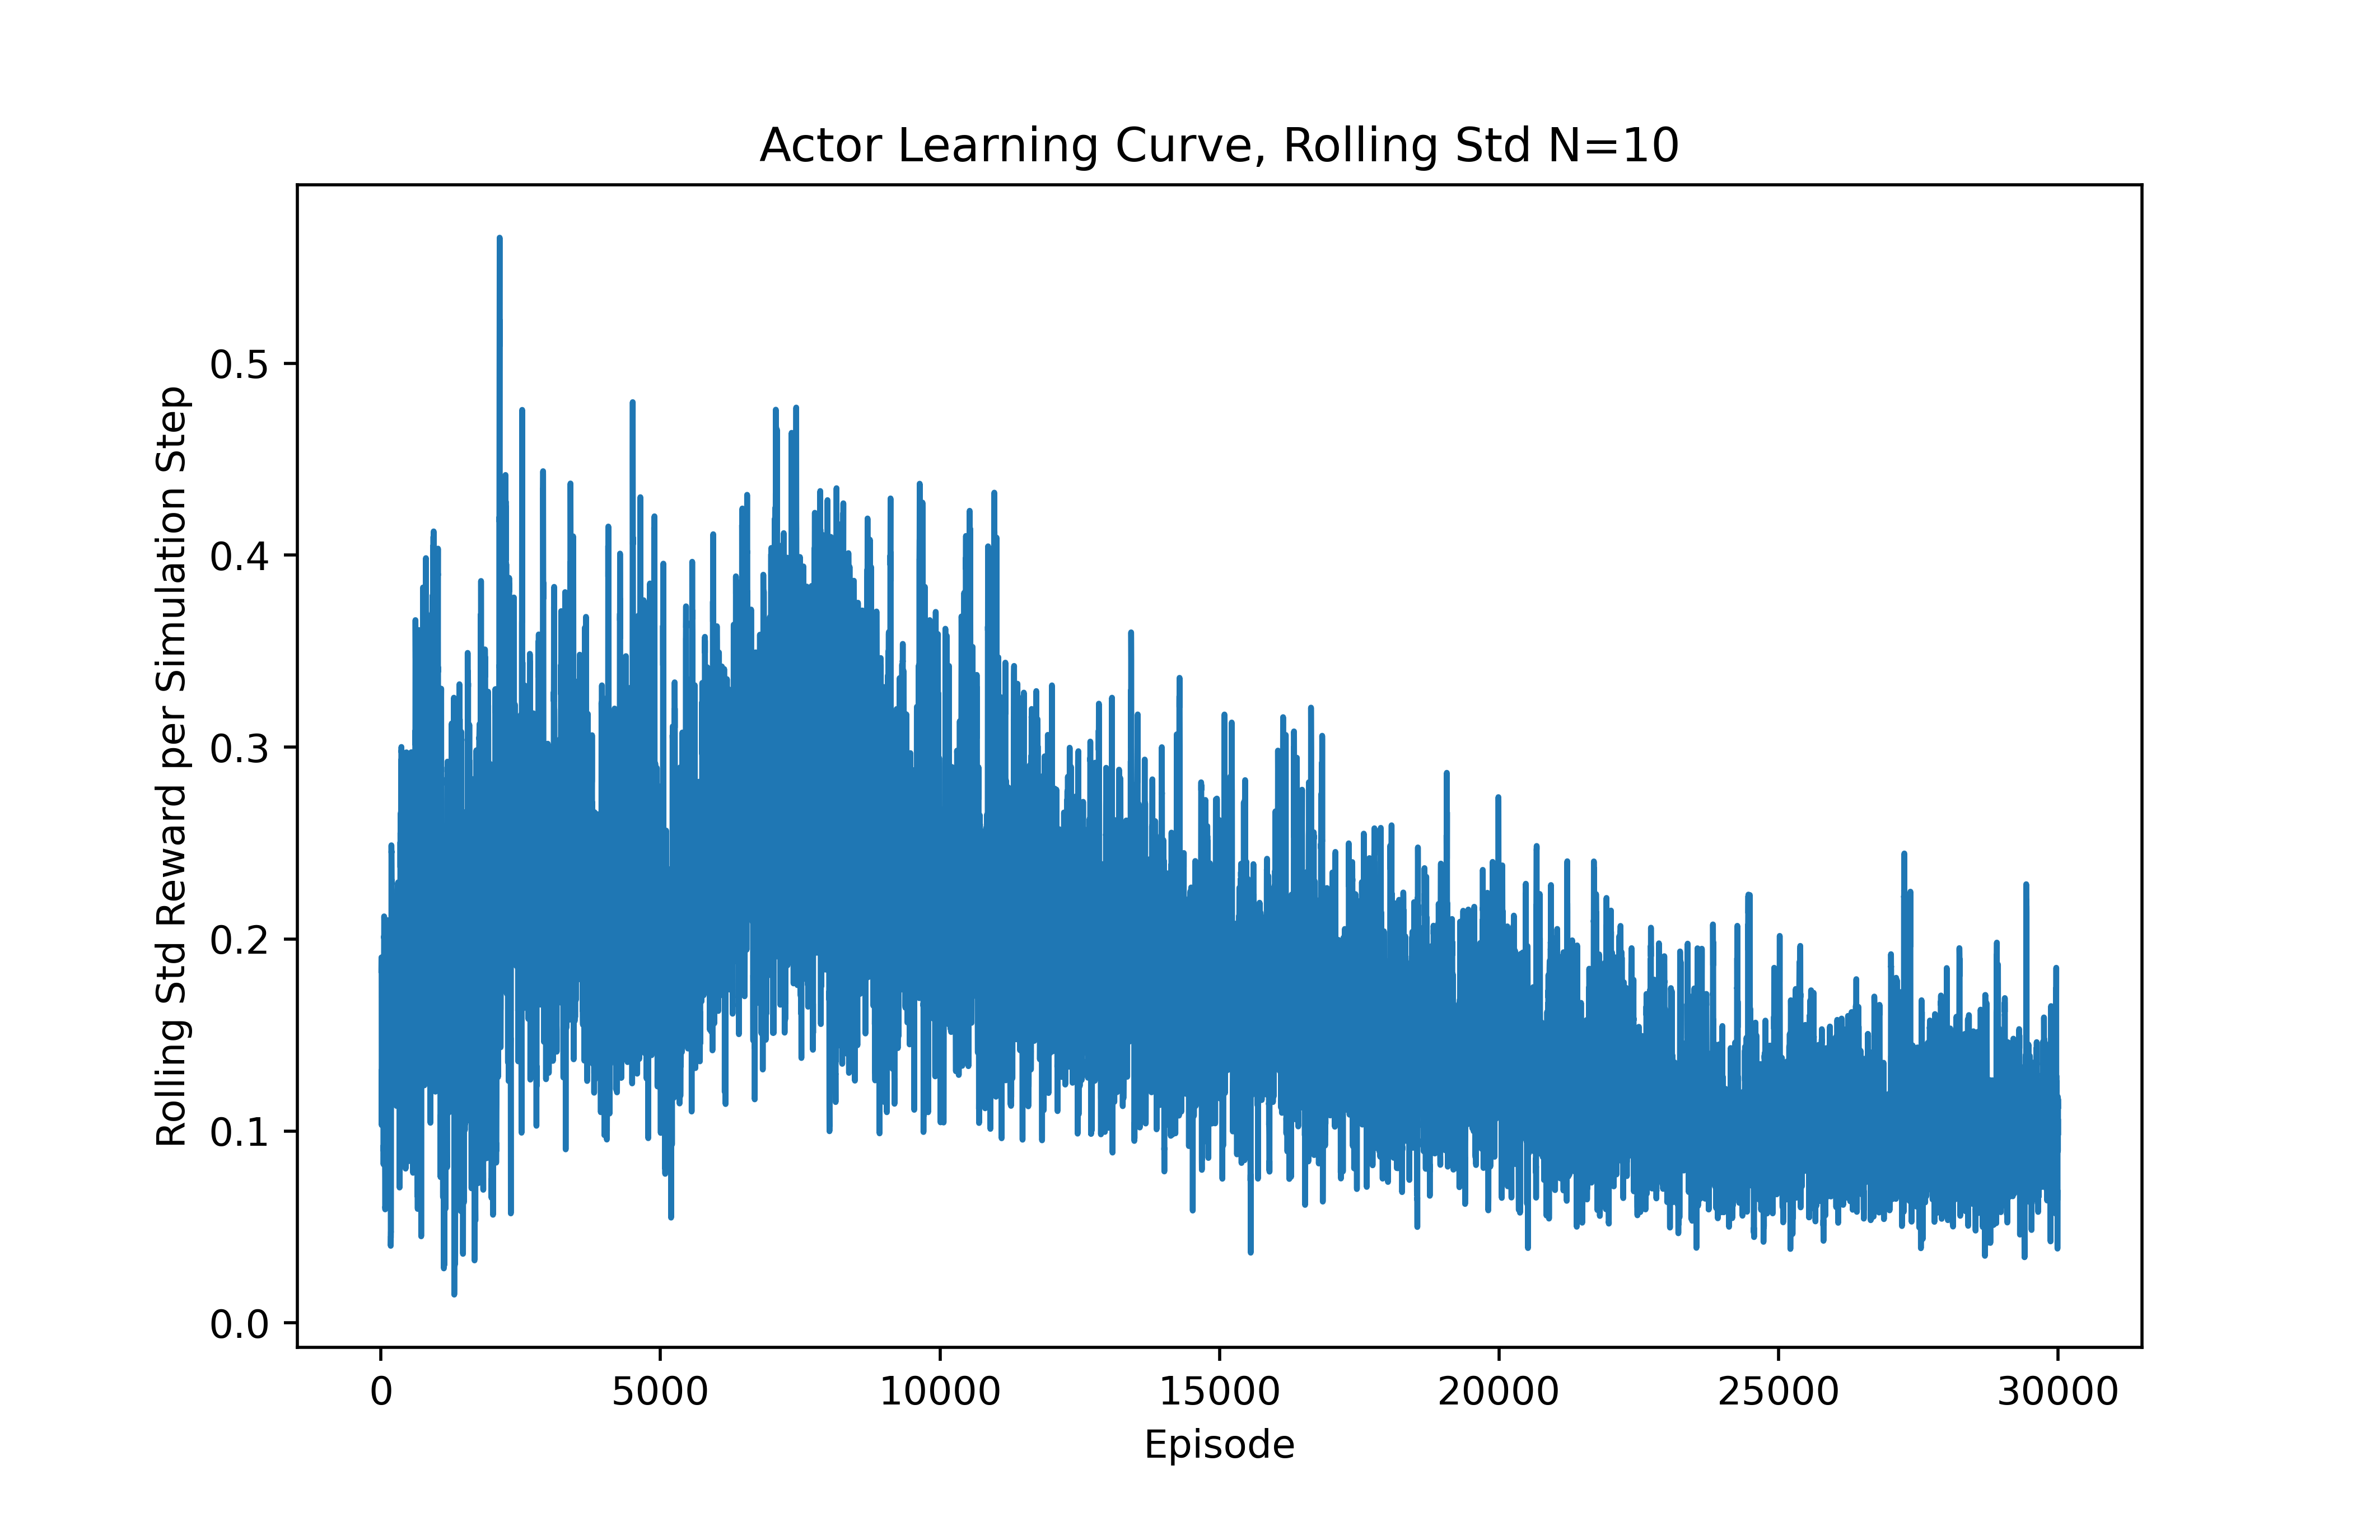 Actor Learning Curve, Rolling Std N=10
Rolling Std Reward per Simulation Step
0.5
0.4
0.3
0.2
0.1
0.0
0 5000 10000 15000 20000 25000 30000
Episode